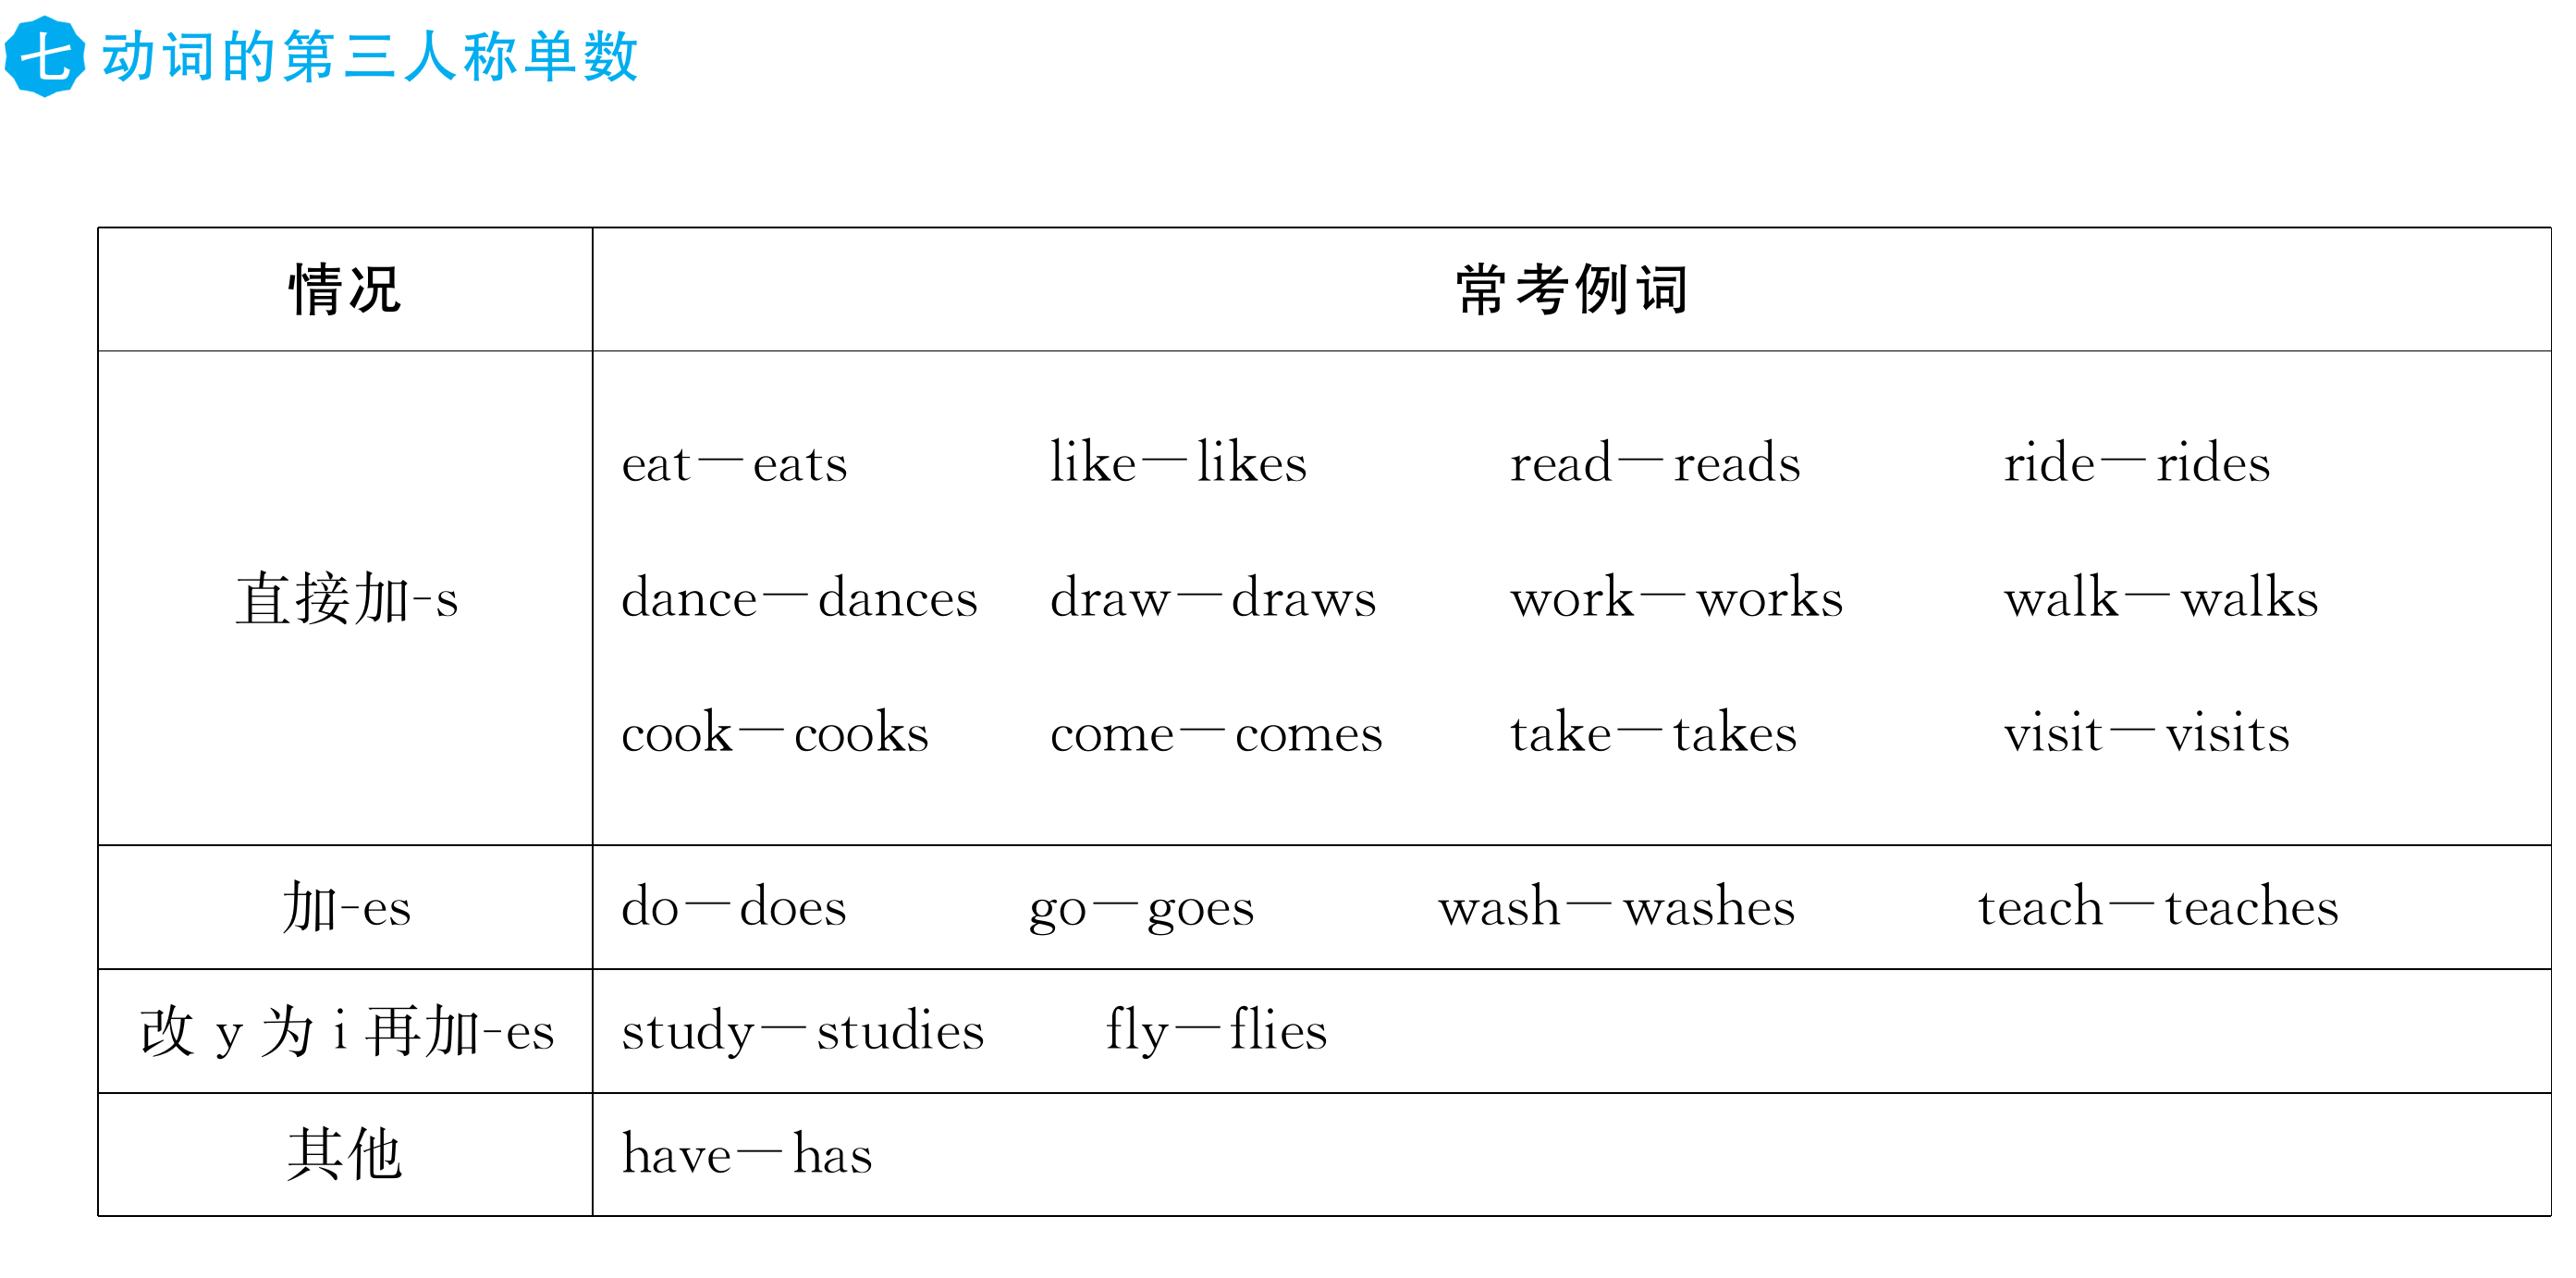 七 动词的第三人称单数
情况 常考例词
eat—eats like—likes read—reads ride—rides
直接加-s dance—dances draw—draws work—works walk—walks
cook—cooks come—comes take—takes visit—visits
加-es do—does go—goes wash—washes teach—teaches
改 y 为 i 再加-es study—studies fly—flies
其他 have—has